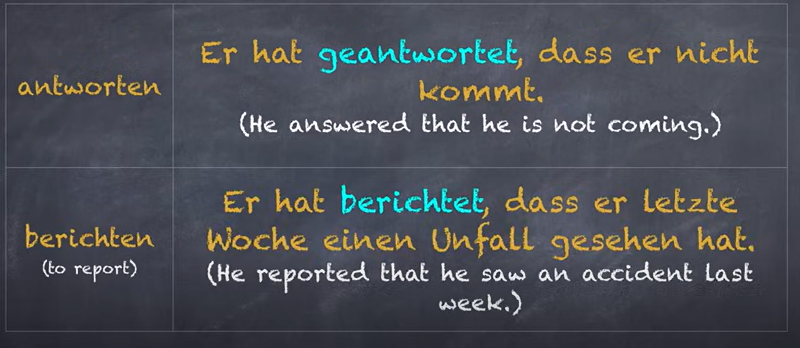 antworten
Er hat geantwortet, dass er nicht
kommt.
(He answered that he is not coming.)
berichten
(to report)
Er hat berichtet, dass er letzte
Woche einen Unfall gesehen hat.
(He reported that he saw an accident last
week.)